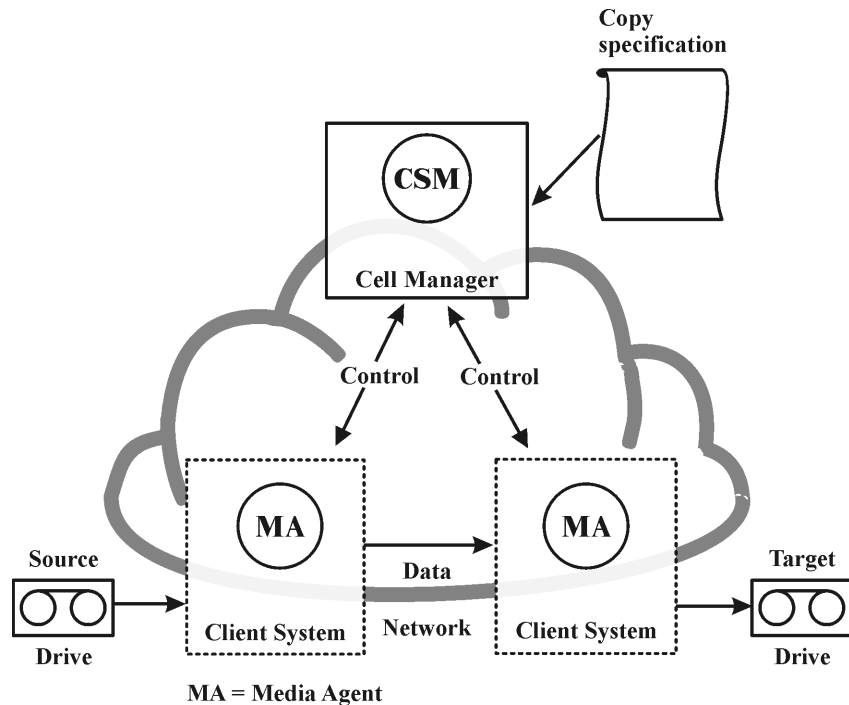 Copy
specification
CSM
Cell Manager
Control
Control
MA
MA
Source
Data
Target
Client System
Network
Client System
Drive
Drive
MA = Media Agent